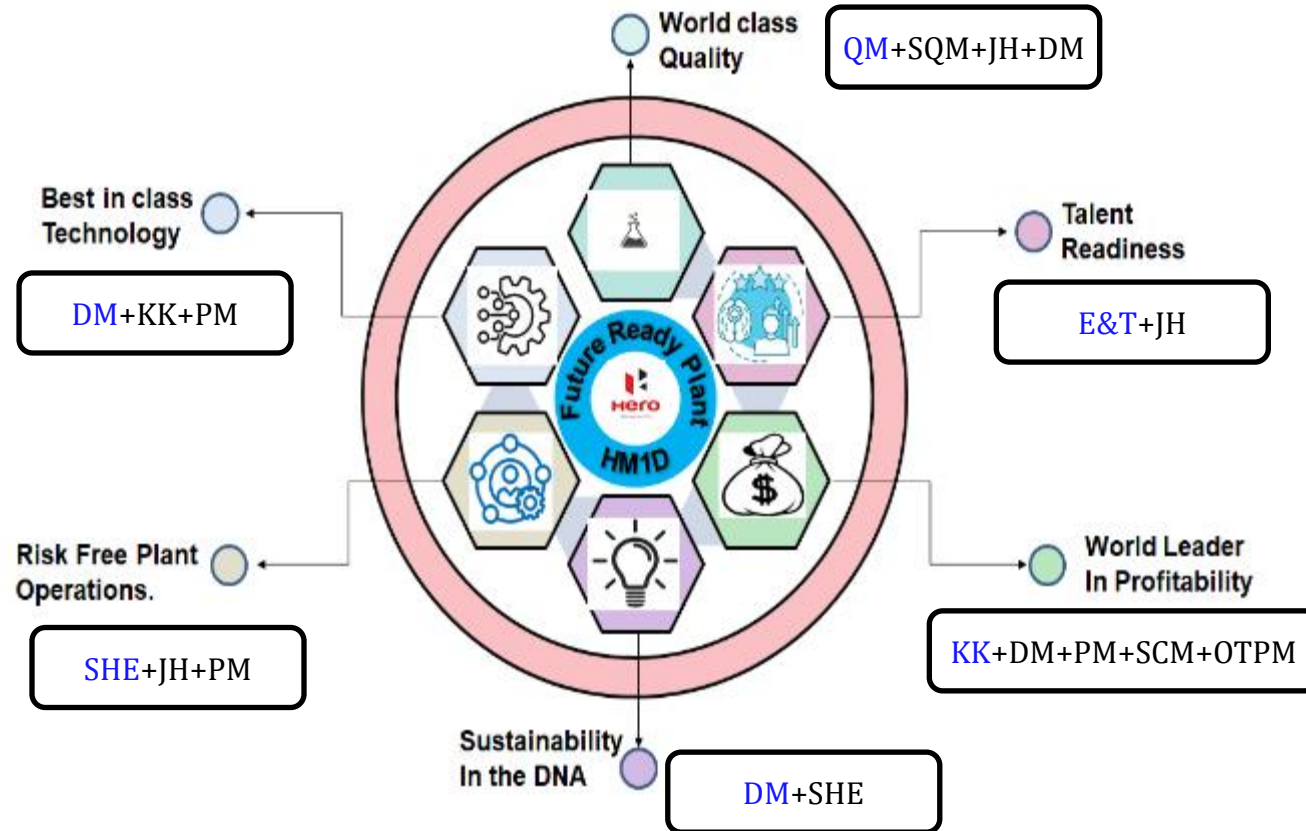 World class
Quality
QM+SQM+JH+DM
Best in class
Technology
DM+KK+PM
Talent
Readiness
E&T+JH
Future Ready Plant
Hero
HM1D
$
Risk Free Plant
Operations.
SHE+JH+PM
World Leader
In Profitability
KK+DM+PM+SCM+OTPM
Sustainability
In the DNA
DM+SHE